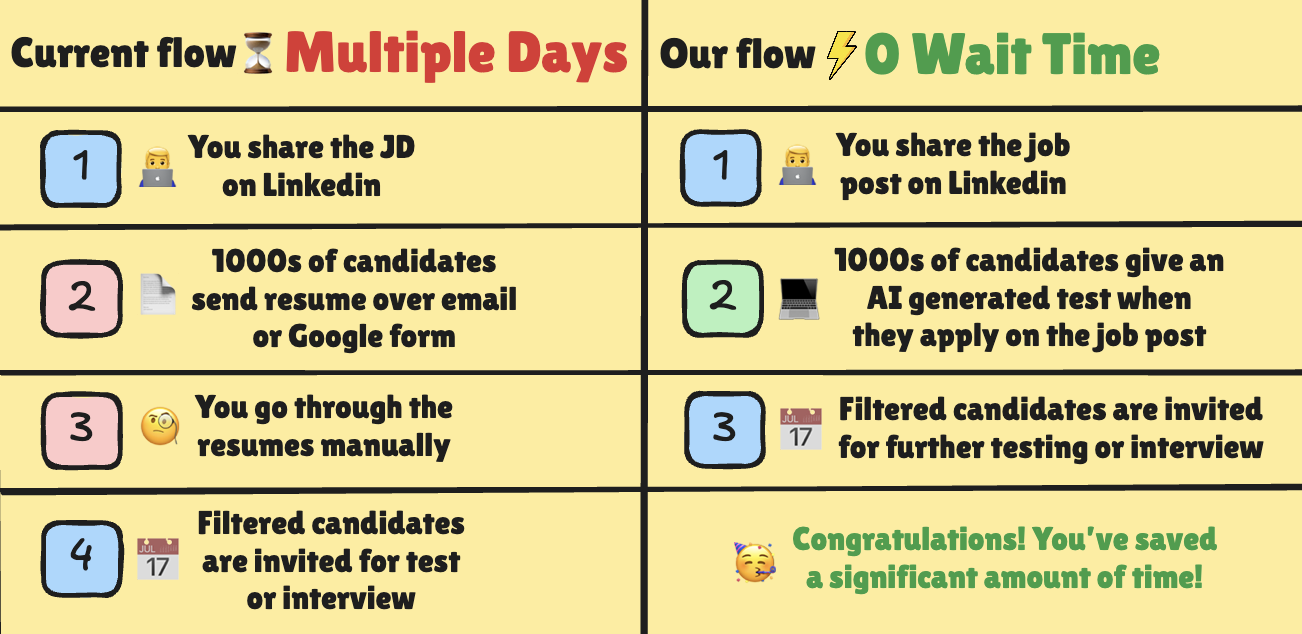 Current flow⏳ Multiple Days
1
You share the JD
on Linkedin
2
1000s of candidates
send resume over email
or Google form
3
You go through the
resumes manually
4
JUL
17
Filtered candidates
are invited for test
or interview
Our flow ⚡ 0 Wait Time
1
You share the job
post on Linkedin
2
1000s of candidates give an
AI generated test when
they apply on the job post
3
JUL
17
Filtered candidates are invited
for further testing or interview
Congratulations! You've saved
a significant amount of time!